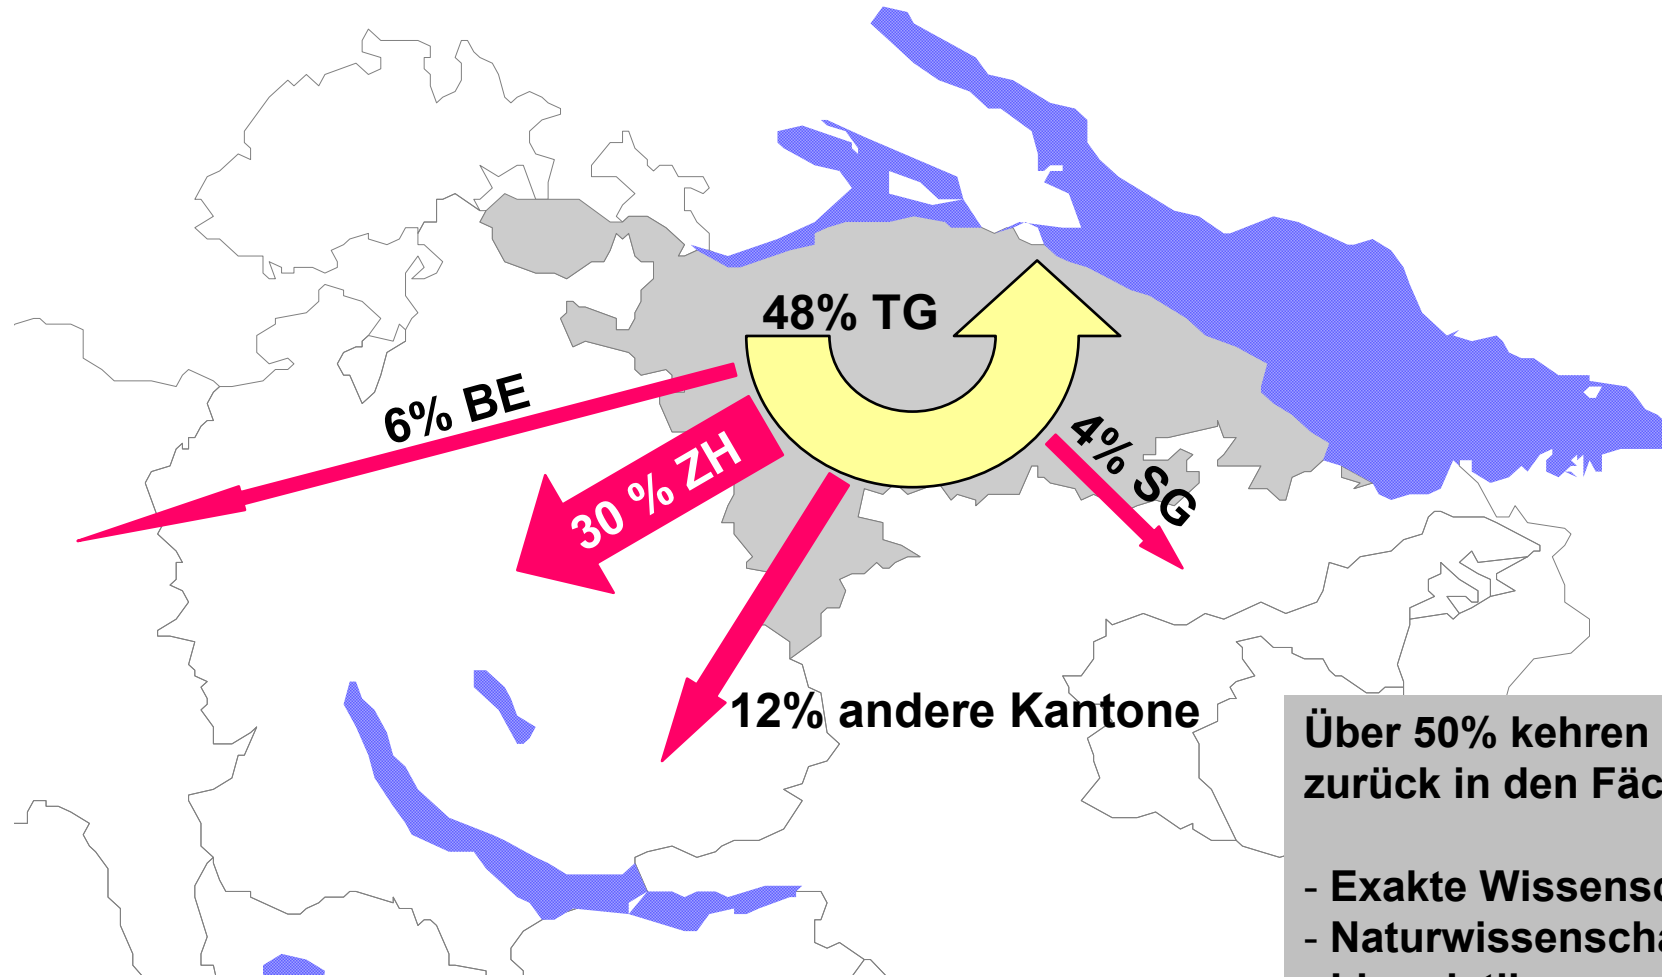 48% TG
6% BE
30 % ZH
4% SG
12% andere Kantone
Über 50% kehren
zurück in den Fäc
- Exakte Wissensc
- Naturwissenscha